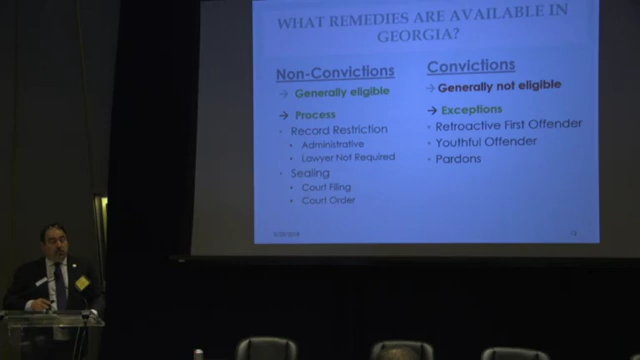 WHAT REMEDIES ARE AVAILABLE IN
GEORGIA?
Non-Convictions
→ Generally eligible
→ Process
• Record Restriction
• Administrative
• Lawyer Not Required
• Sealing
• Court Filing
• Court Order
Convictions
→ Generally not eligible
→ Exceptions
• Retroactive First Offender
• Youthful Offender
• Pardons